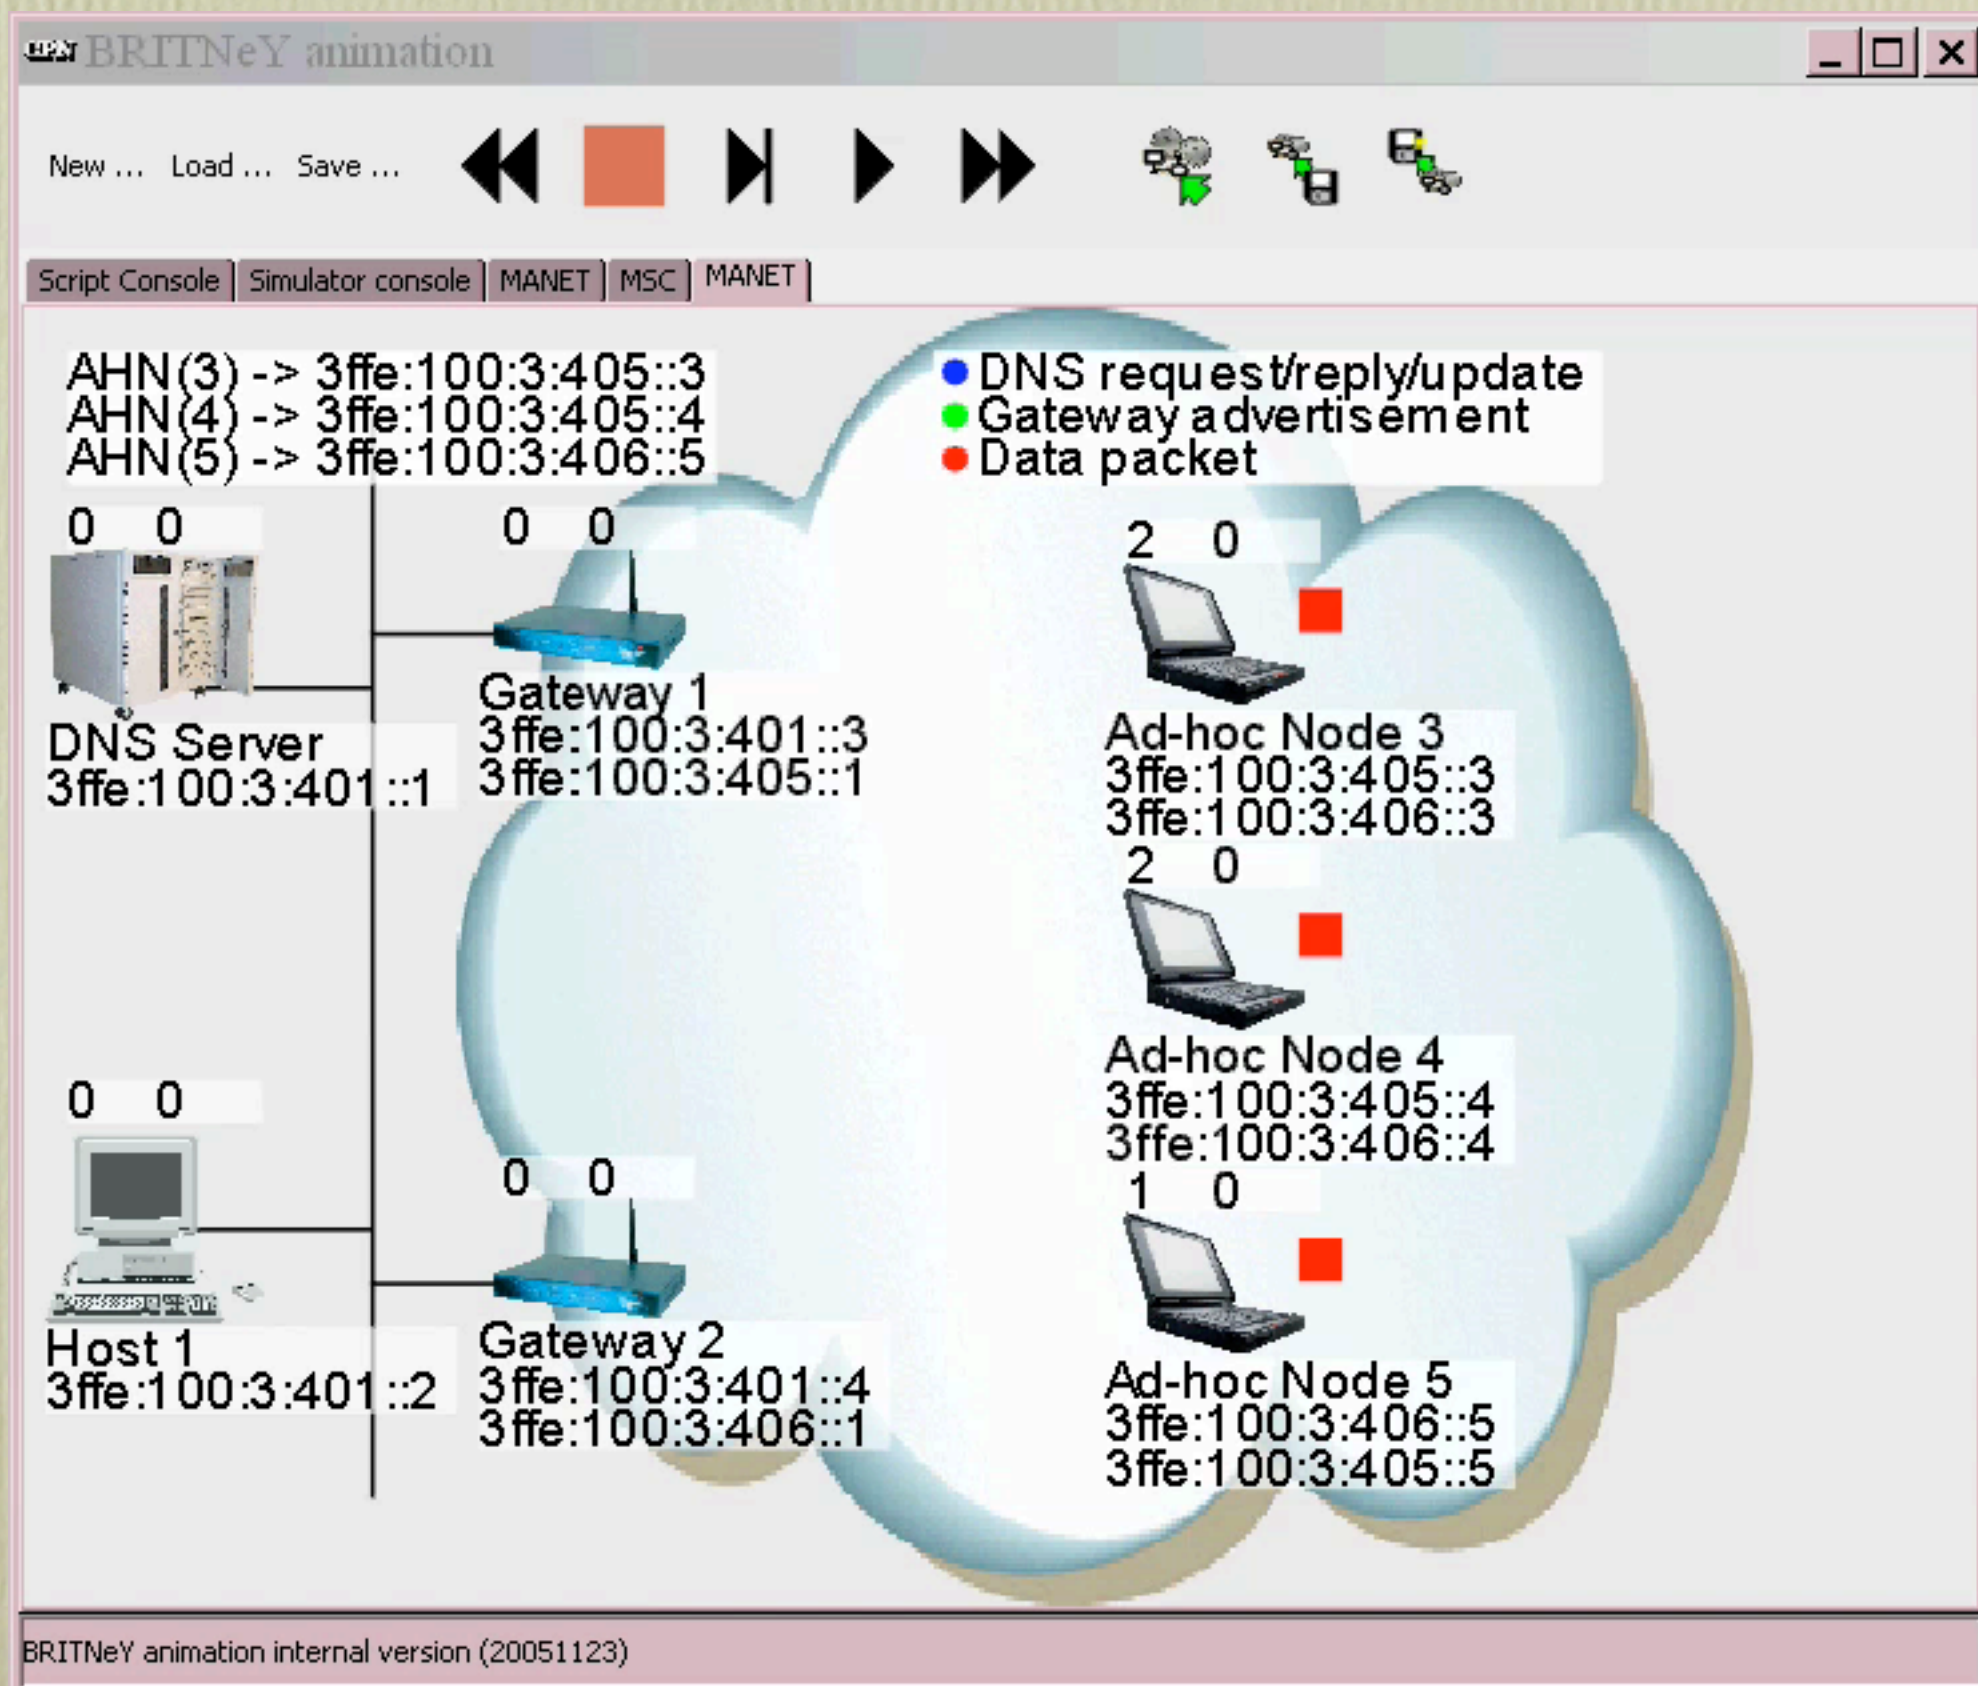 CPN BRITNeY animation
New ... Load ... Save ...
Script Console Simulator console MANET MSC MANET
AHN(3) -> 3ffe:100:3:405::3
AHN(4) -> 3ffe:100:3:405::4
AHN(5) -> 3ffe:100:3:406::5
DNS request/reply/update
Gateway advertisement
Data packet
0 0
DNS Server
3ffe:100:3:401::1
0 0
Gateway 1
3ffe:100:3:401::3
3ffe:100:3:405::1
2 0
Ad-hoc Node 3
3ffe:100:3:405::3
3ffe:100:3:406::3
2 0
Ad-hoc Node 4
3ffe:100:3:405::4
3ffe:100:3:406::4
0 0
Host 1
3ffe:100:3:401::2
0 0
Gateway 2
3ffe:100:3:401::4
3ffe:100:3:406::1
1 0
Ad-hoc Node 5
3ffe:100:3:406::5
3ffe:100:3:405::5
BRITNeY animation internal version (20051123)